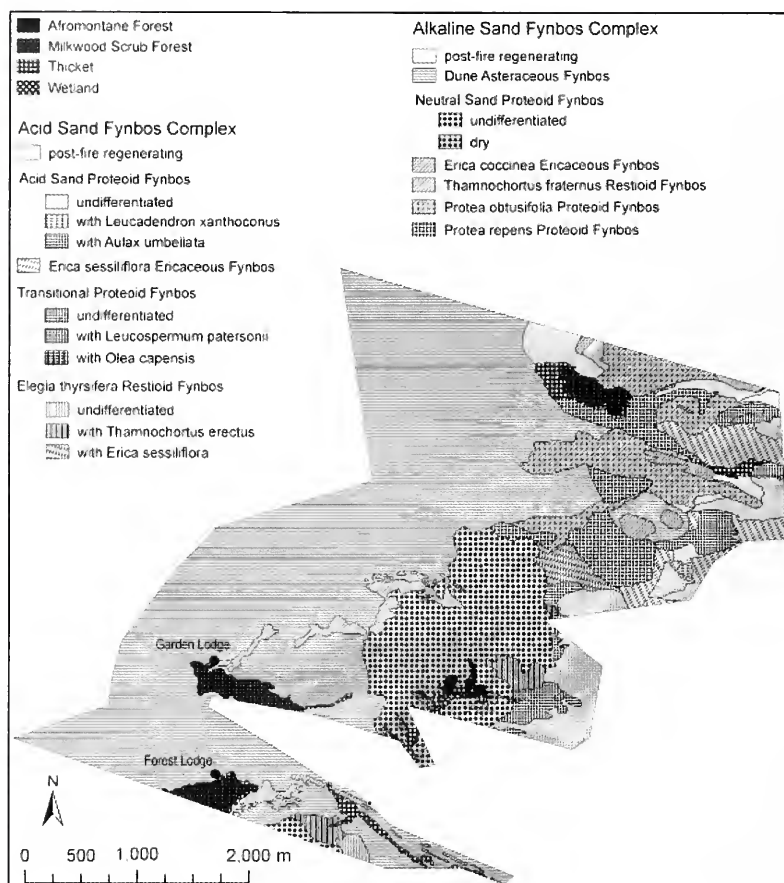 Afromontane Forest
Milkwood Scrub Forest
Thicket
Wetland
Acid Sand Fynbos Complex
post-fire regenerating
Acid Sand Proteoid Fynbos
undifferentiated
with Leucadendron xanthoconus
with Aulax umbellata
Erica sessiliflora Ericaceous Fynbos
Transitional Proteoid Fynbos
undifferentiated
with Leucospermum patersonii
with Olea capensis
Elegia thyrsifera Restioid Fynbos
undifferentiated
with Thamnochortus erectus
with Erica sessiliflora
Alkaline Sand Fynbos Complex
post-fire regenerating
Dune Asteraceous Fynbos
Neutral Sand Proteoid Fynbos
undifferentiated
dry
Erica coccinea Ericaceous Fynbos
Thamnochortus fraternus Restioid Fynbos
Protea obtusifolia Proteoid Fynbos
Protea repens Proteoid Fynbos
Garden Lodge
Forest Lodge
N
0 500 1.000 2,000 m